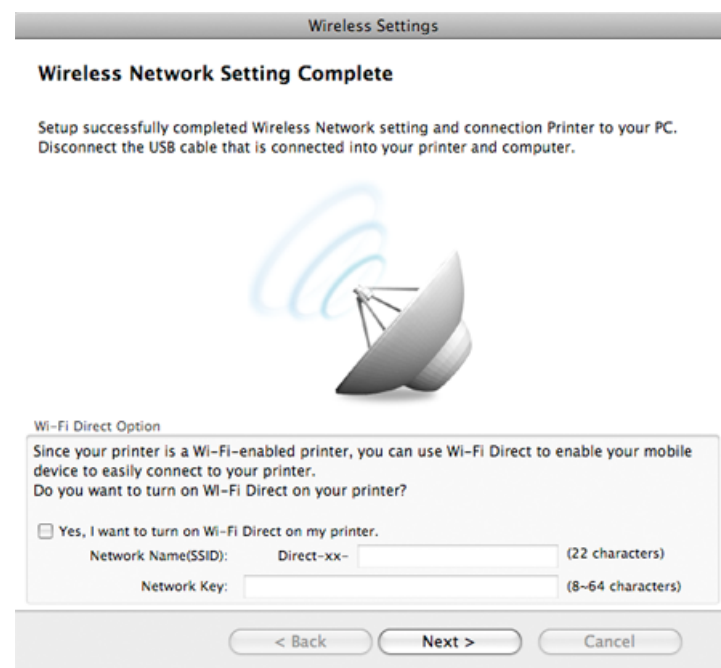 Wireless Settings
Wireless Network Setting Complete
Setup successfully completed Wireless Network setting and connection Printer to your PC.
Disconnect the USB cable that is connected into your printer and computer.
Wi-Fi Direct Option
Since your printer is a Wi-Fi-enabled printer, you can use Wi-Fi Direct to enable your mobile
device to easily connect to your printer.
Do you want to turn on WI-Fi Direct on your printer?
Yes, I want to turn on Wi-Fi Direct on my printer.
Network Name(SSID): Direct-xx- (22 characters)
Network Key: (8~64 characters)
< Back Next > Cancel